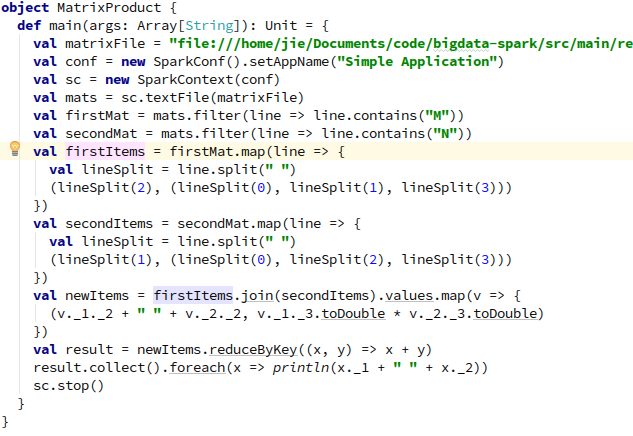 object MatrixProduct {
  def main(args: Array[String]): Unit = {
    val matrixFile = "file:///home/jie/Documents/code/bigdata-spark/src/main/re
    val conf = new SparkConf().setAppName("Simple Application")
    val sc = new SparkContext(conf)
    val mats = sc.textFile(matrixFile)
    val firstMat = mats.filter(line => line.contains("M"))
    val secondMat = mats.filter(line => line.contains("N"))
    val firstItems = firstMat.map(line => {
      val lineSplit = line.split(" ")
      (lineSplit(2), (lineSplit(0), lineSplit(1), lineSplit(3)))
    })
    val secondItems = secondMat.map(line => {
      val lineSplit = line.split(" ")
      (lineSplit(1), (lineSplit(0), lineSplit(2), lineSplit(3)))
    })
    val newItems = firstItems.join(secondItems).values.map(v => {
      (v._1._2 + " " + v._2._2, v._1._3.toDouble * v._2._3.toDouble)
    })
    val result = newItems.reduceByKey((x, y) => x + y)
    result.collect().foreach(x => println(x._1 + " " + x._2))
    sc.stop()
  }
}